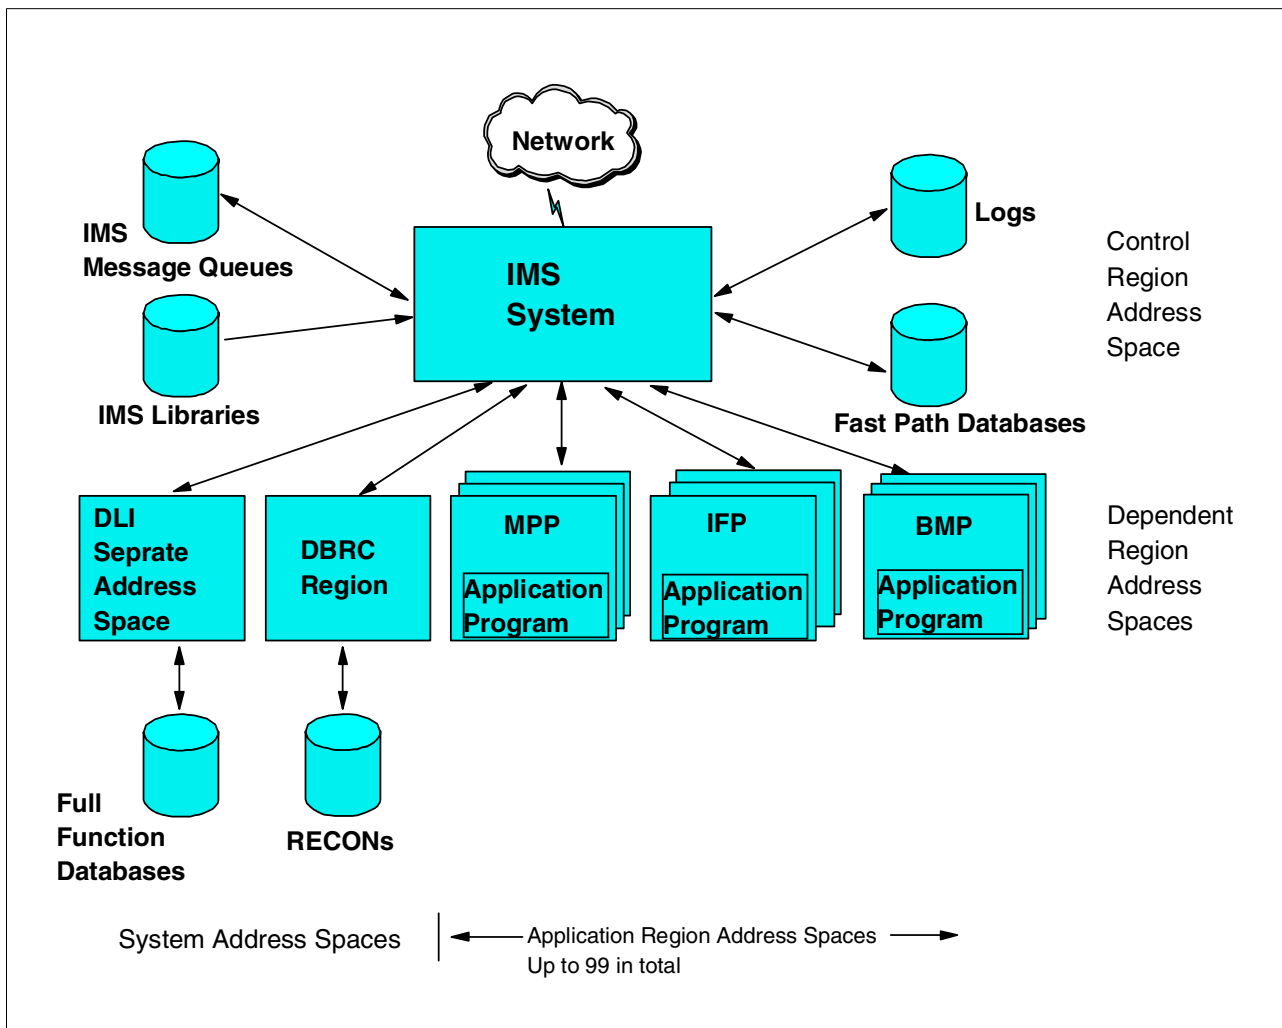 Network
IMS
Message Queues
Logs
IMS
System
Control
Region
Address
Space
IMS Libraries
Fast Path Databases
DLI
Seprate
Address
Space
DBRC
Region
MPP
Application
Program
IFP
Application
Program
BMP
Application
Program
Dependent
Region
Address
Spaces
Full
Function
Databases
RECONs
System Address Spaces
Application Region Address Spaces
Up to 99 in total